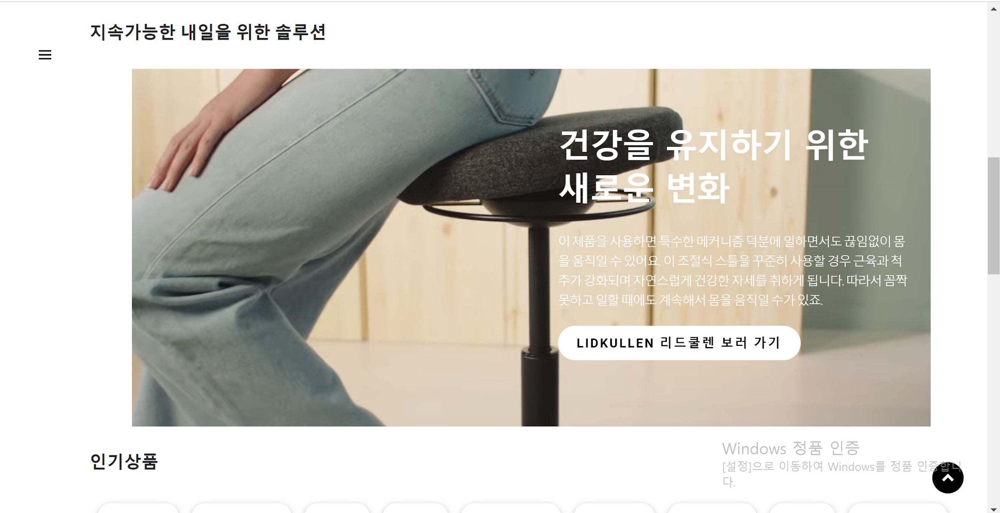 지속가능한 내일을 위한 솔루션
건강을 유지하기 위한
새로운 변화
이 제품을 사용하면 특수한 메커니즘 덕분에 일하면서도 끊임없이 몸
을 움직일 수 있어요. 이 조절식 스툴을 꾸준히 사용할 경우 근육과 척
추가 강화되며 자연스럽게 건강한 자세를 취하게 됩니다. 따라서 꼼짝
못하고 일할 때에도 계속해서 몸을 움직일 수가 있죠.
LIDKULLEN 리드쿨렌 보러 가기
인기상품
Windows 정품 인증
[설정]으로 이동하여 Windows를 정품 인증합니
다.